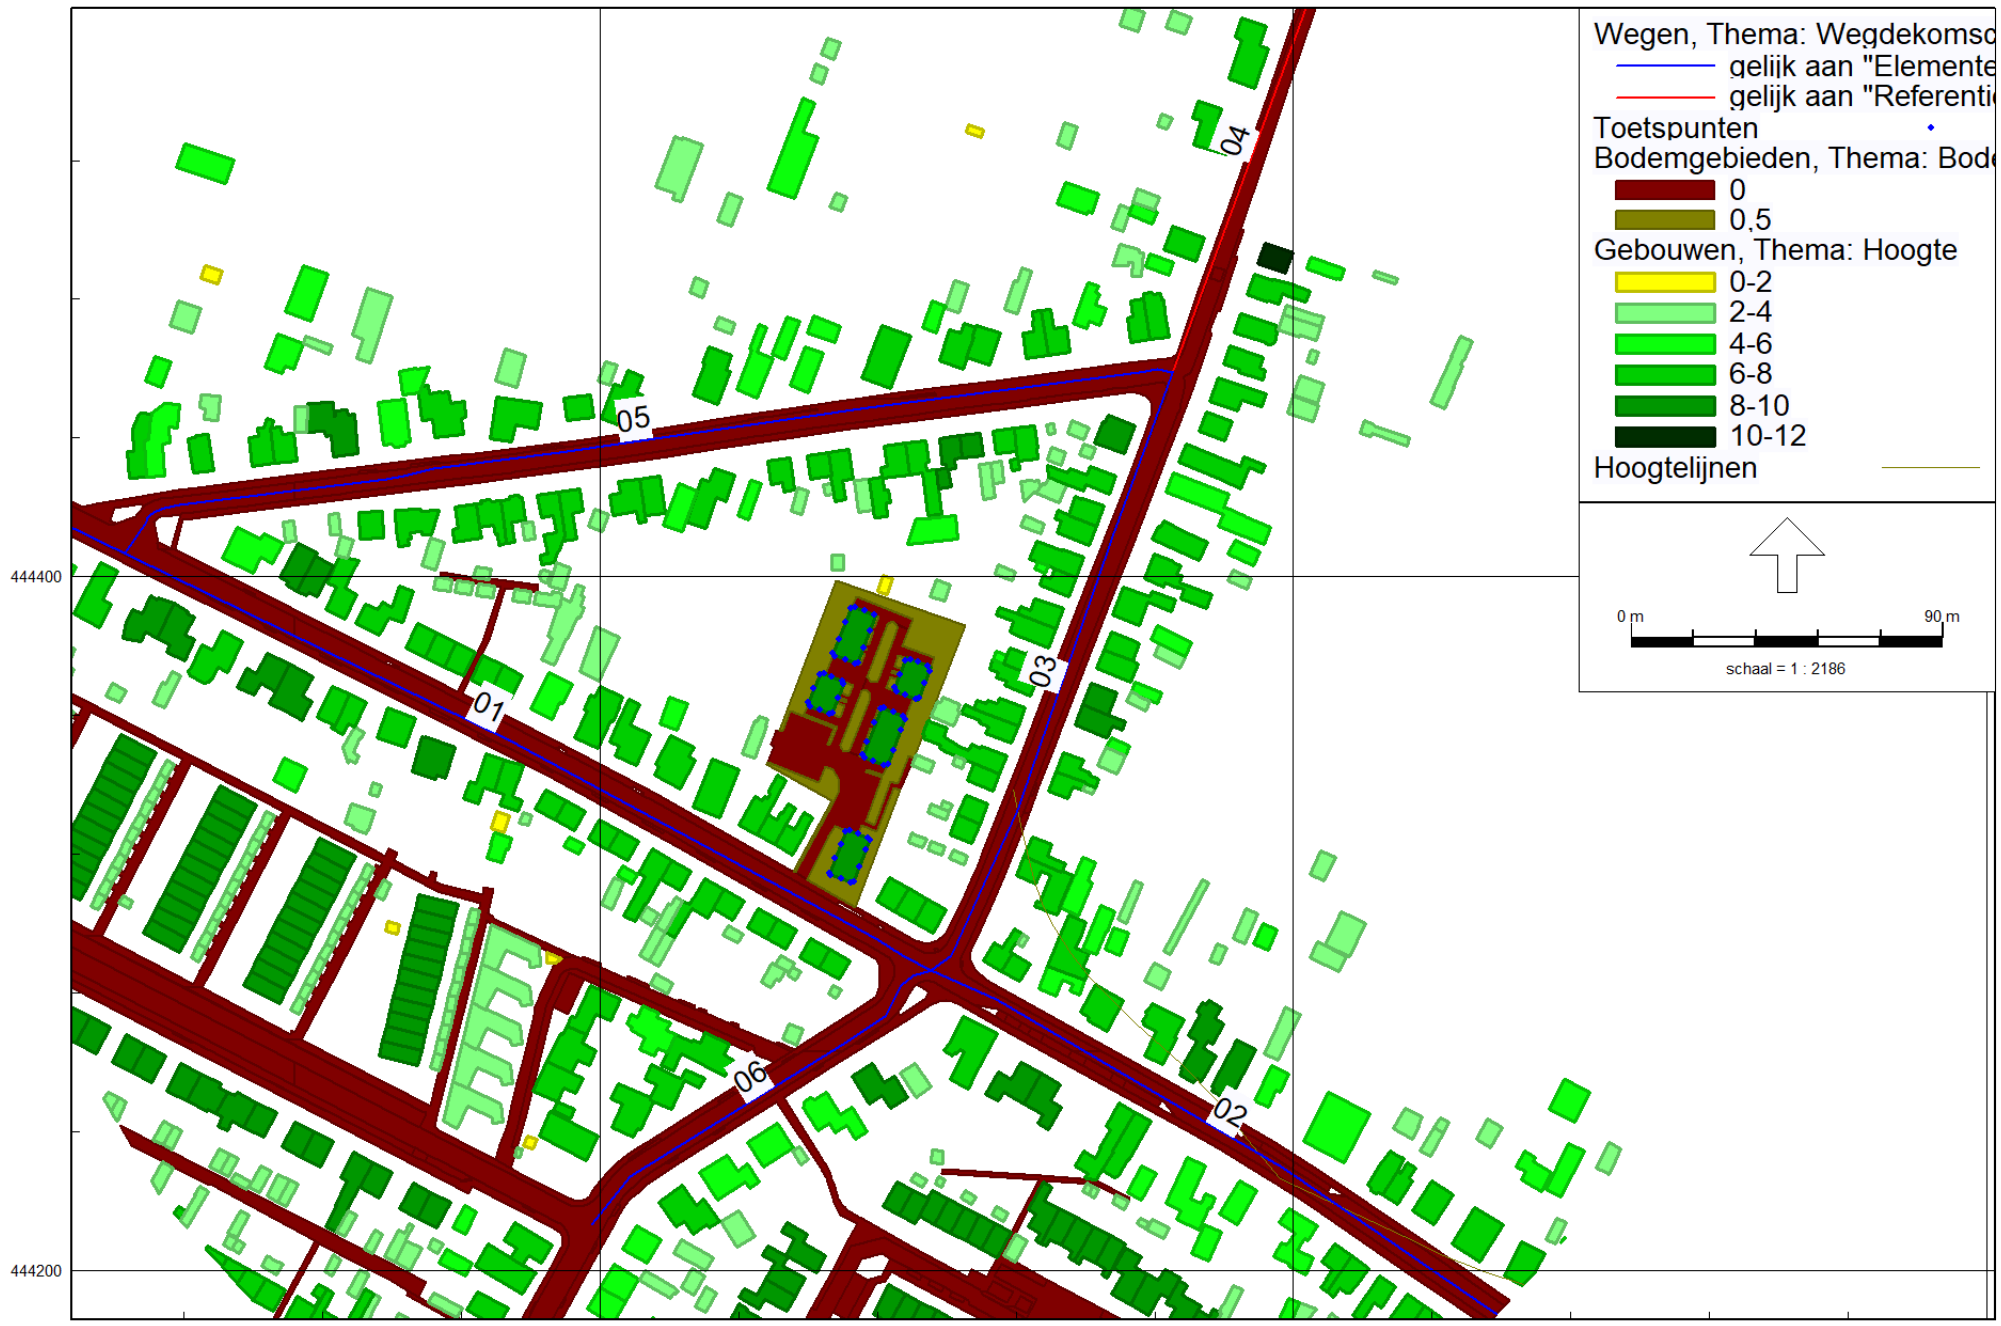 Wegen, Thema: Wegdekomsc
gelijk aan "Elemente
gelijk aan "Referentie
Toetspunten
Bodemgebieden, Thema: Bode
0
0,5
Gebouwen, Thema: Hoogte
0-2
2-4
4-6
6-8
8-10
10-12
Hoogtelijnen
0 m
90 m
schaal = 1 : 2186
04
05
444400
03
01
06
02
444200